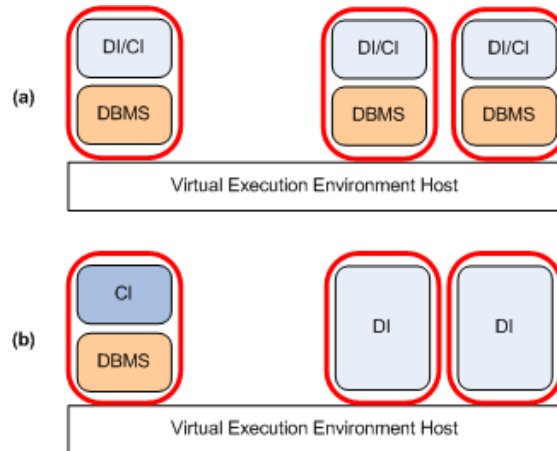 DI/CI DI/CI DI/CI
(a)
DBMS DBMS DBMS
Virtual Execution Environment Host
CI
(b) DI DI
DBMS
Virtual Execution Environment Host